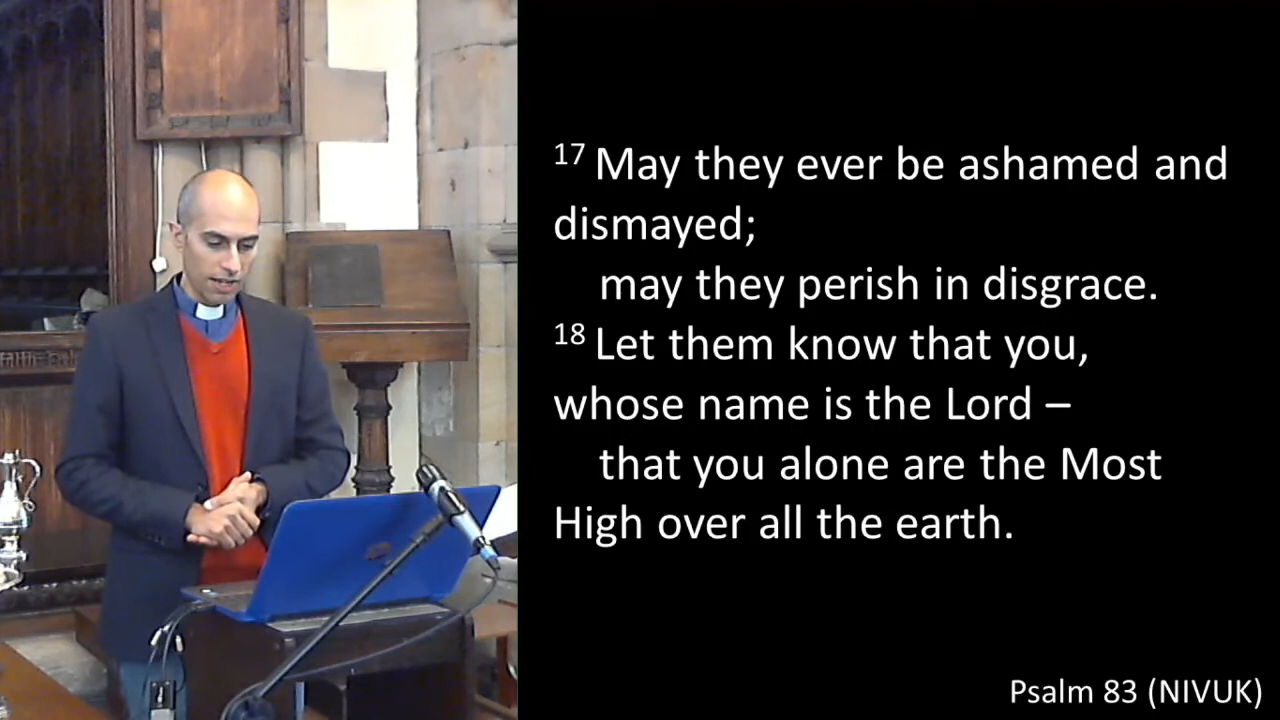 17 May they ever be ashamed and
dismayed;
may they perish in disgrace.
18 Let them know that you,
whose name is the Lord –
that you alone are the Most
High over all the earth.
Psalm 83 (NIVUK)